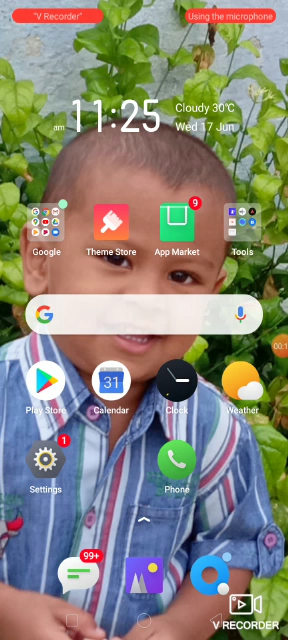 "V Recorder"
Using the microphone
am 11:25
Cloudy 30℃
Wed 17 Jun
9
Google
Theme Store
App Market
Tools
G
00:1
31
Play Store
Calendar
Clock
Weather
1
Settings
Phone
99+
V RECORDER